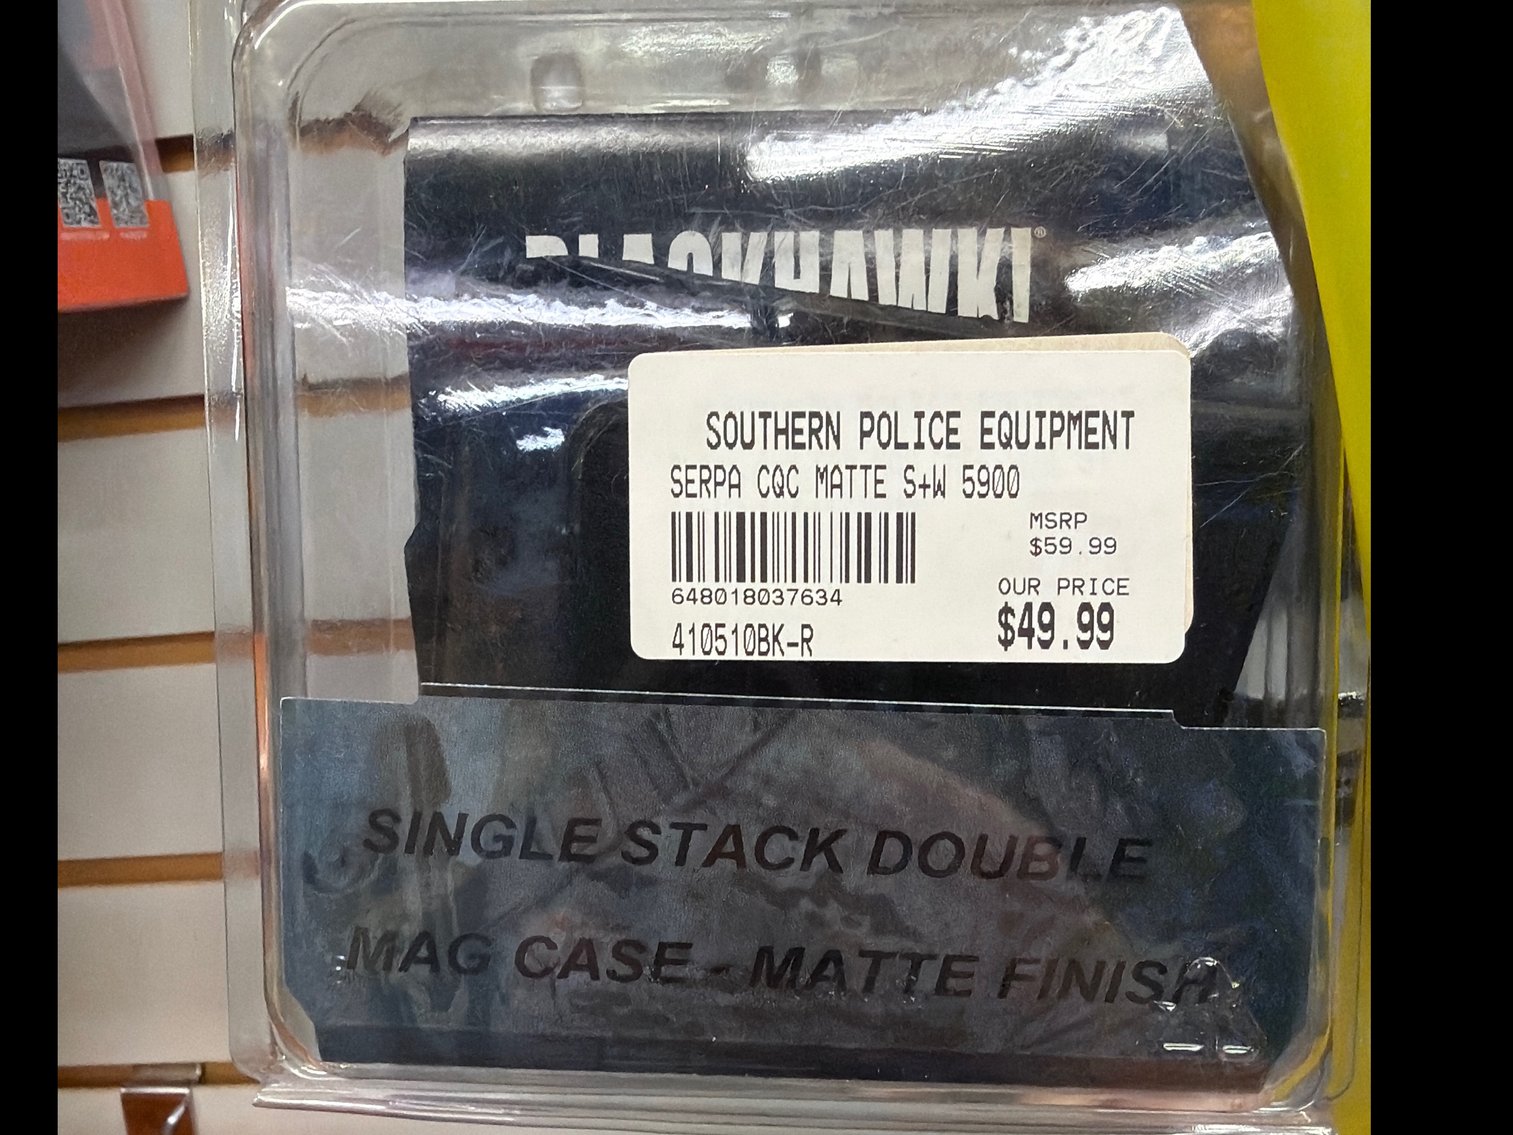 BLACKHAWK!®
SOUTHERN POLICE EQUIPMENT
SERPA CQC MATTE S+W 5900
MSRP
$59.99
648018037634
OUR PRICE
410510BK-R
$49.99
SINGLE STACK DOUBLE
MAG CASE - MATTE FINISH